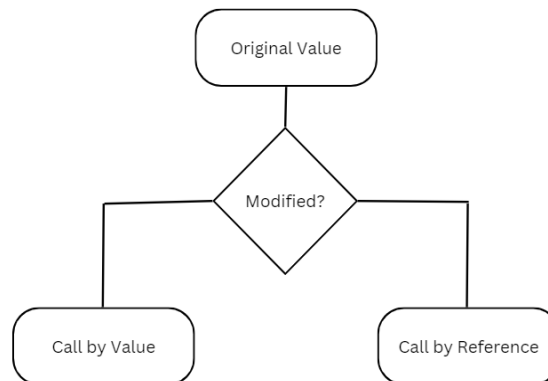 Original Value
Modified?
Call by Value
Call by Reference